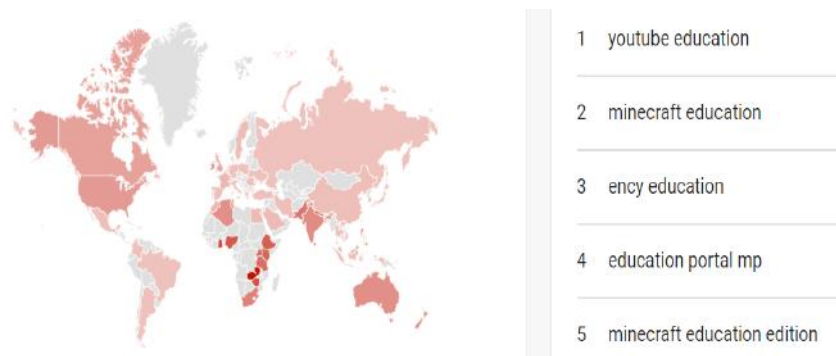 1 youtube education
2 minecraft education
3 ency education
4 education portal mp
5 minecraft education edition